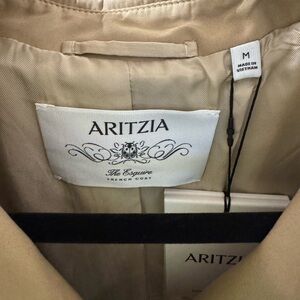 M
MADE IN
VIETNAM
ARITZIA
The Esquire
TRENCH COAT
ARITZI